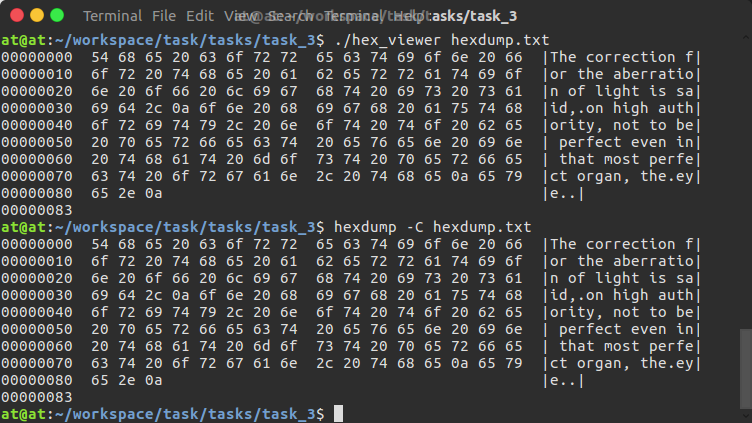 Terminal File Edit View Search Terminal Help
at@at:~/workspace/task/tasks/task_3$ ./hex_viewer hexdump.txt
00000000  54 68 65 20 63 6f 72 72  65 63 74 69 6f 6e 20 66  |The correction f|
00000010  6f 72 20 74 68 65 20 61  62 65 72 72 61 74 69 6f  |or the aberratio|
00000020  6e 20 6f 66 20 6c 69 67  68 74 20 69 73 20 73 61  |n of light is sa|
00000030  69 64 2c 0a 6f 6e 20 68  69 67 68 20 61 75 74 68  |id,.on high auth|
00000040  6f 72 69 74 79 2c 20 6e  6f 74 20 74 6f 20 62 65  |ority, not to be|
00000050  20 70 65 72 66 65 63 74  20 65 76 65 6e 20 69 6e  | perfect even in|
00000060  20 74 68 61 74 20 6d 6f  73 74 20 70 65 72 66 65  | that most perfe|
00000070  63 74 20 6f 72 67 61 6e  2c 20 74 68 65 0a 65 79  |ct organ, the.ey|
00000080  65 2e 0a                                          |e..|
00000083
at@at:~/workspace/task/tasks/task_3$ hexdump -C hexdump.txt
00000000  54 68 65 20 63 6f 72 72  65 63 74 69 6f 6e 20 66  |The correction f|
00000010  6f 72 20 74 68 65 20 61  62 65 72 72 61 74 69 6f  |or the aberratio|
00000020  6e 20 6f 66 20 6c 69 67  68 74 20 69 73 20 73 61  |n of light is sa|
00000030  69 64 2c 0a 6f 6e 20 68  69 67 68 20 61 75 74 68  |id,.on high auth|
00000040  6f 72 69 74 79 2c 20 6e  6f 74 20 74 6f 20 62 65  |ority, not to be|
00000050  20 70 65 72 66 65 63 74  20 65 76 65 6e 20 69 6e  | perfect even in|
00000060  20 74 68 61 74 20 6d 6f  73 74 20 70 65 72 66 65  | that most perfe|
00000070  63 74 20 6f 72 67 61 6e  2c 20 74 68 65 0a 65 79  |ct organ, the.ey|
00000080  65 2e 0a                                          |e..|
00000083
at@at:~/workspace/task/tasks/task_3$